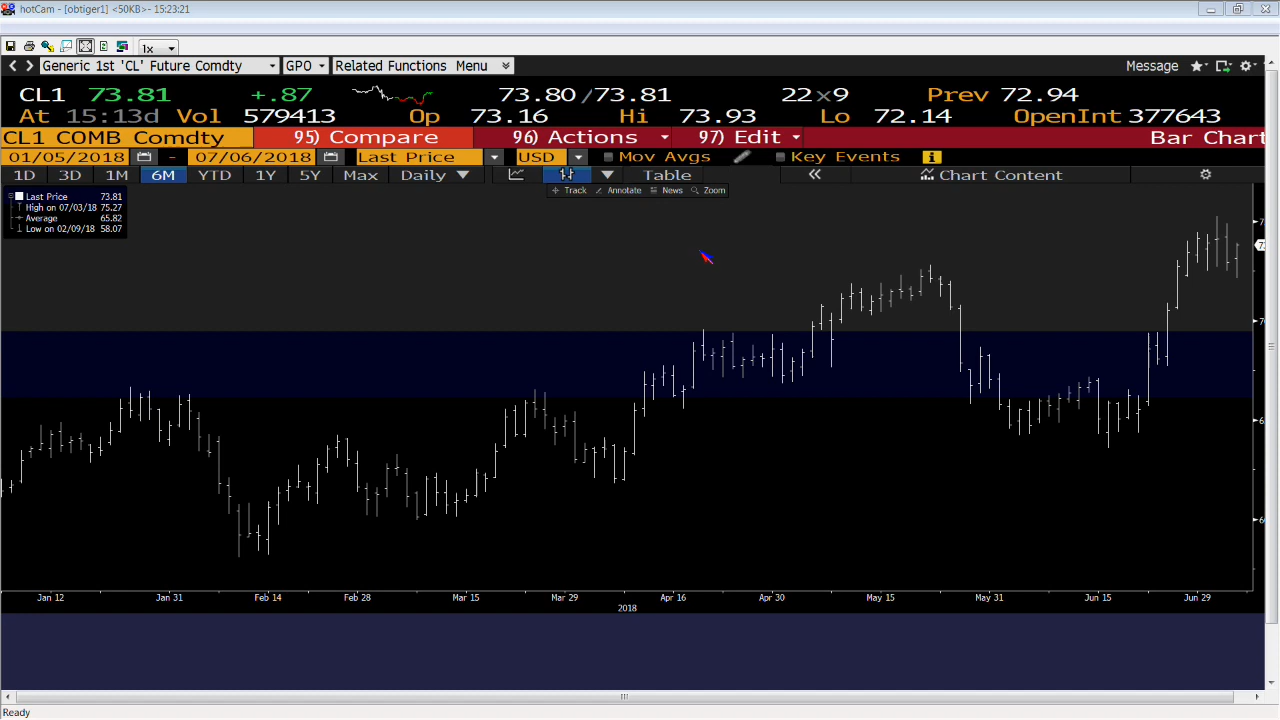 hotCam - [obtiger1] <50KB> - 15:23:21
1x
Generic 1st 'CL' Future Comdty GPO Related Functions Menu Message
CL1 73.81 +.87 73.80/73.81 22×9 Prev 72.94
At 15:13d Vol 579413 Op 73.16 Hi 73.93 Lo 72.14 OpenInt 377643
CL1 COMB Comdty 95) Compare 96) Actions 97) Edit Bar Chart
01/05/2018 - 07/06/2018 Last Price USD Mov Avgs Key Events
1D 3D 1M 6M YTD 1Y 5Y Max Daily Table Chart Content
Track Annotate News Zoom
Last Price 73.81
High on 07/03/18 75.27
Average 65.82
Low on 02/09/18 58.07
Jan 12 Jan 31 Feb 14 Feb 28 Mar 15 Mar 29 Apr 16 Apr 30 May 15 May 31 Jun 15 Jun 29
2018
Ready